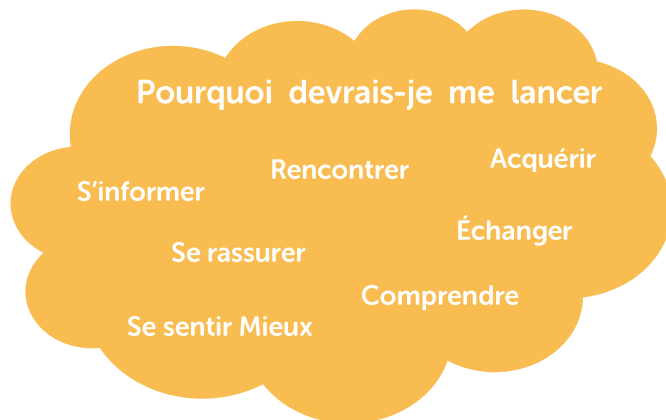 Pourquoi devrais-je me lancer
Acquérir
Rencontrer
S'informer
Échanger
Se rassurer
Comprendre
Se sentir Mieux